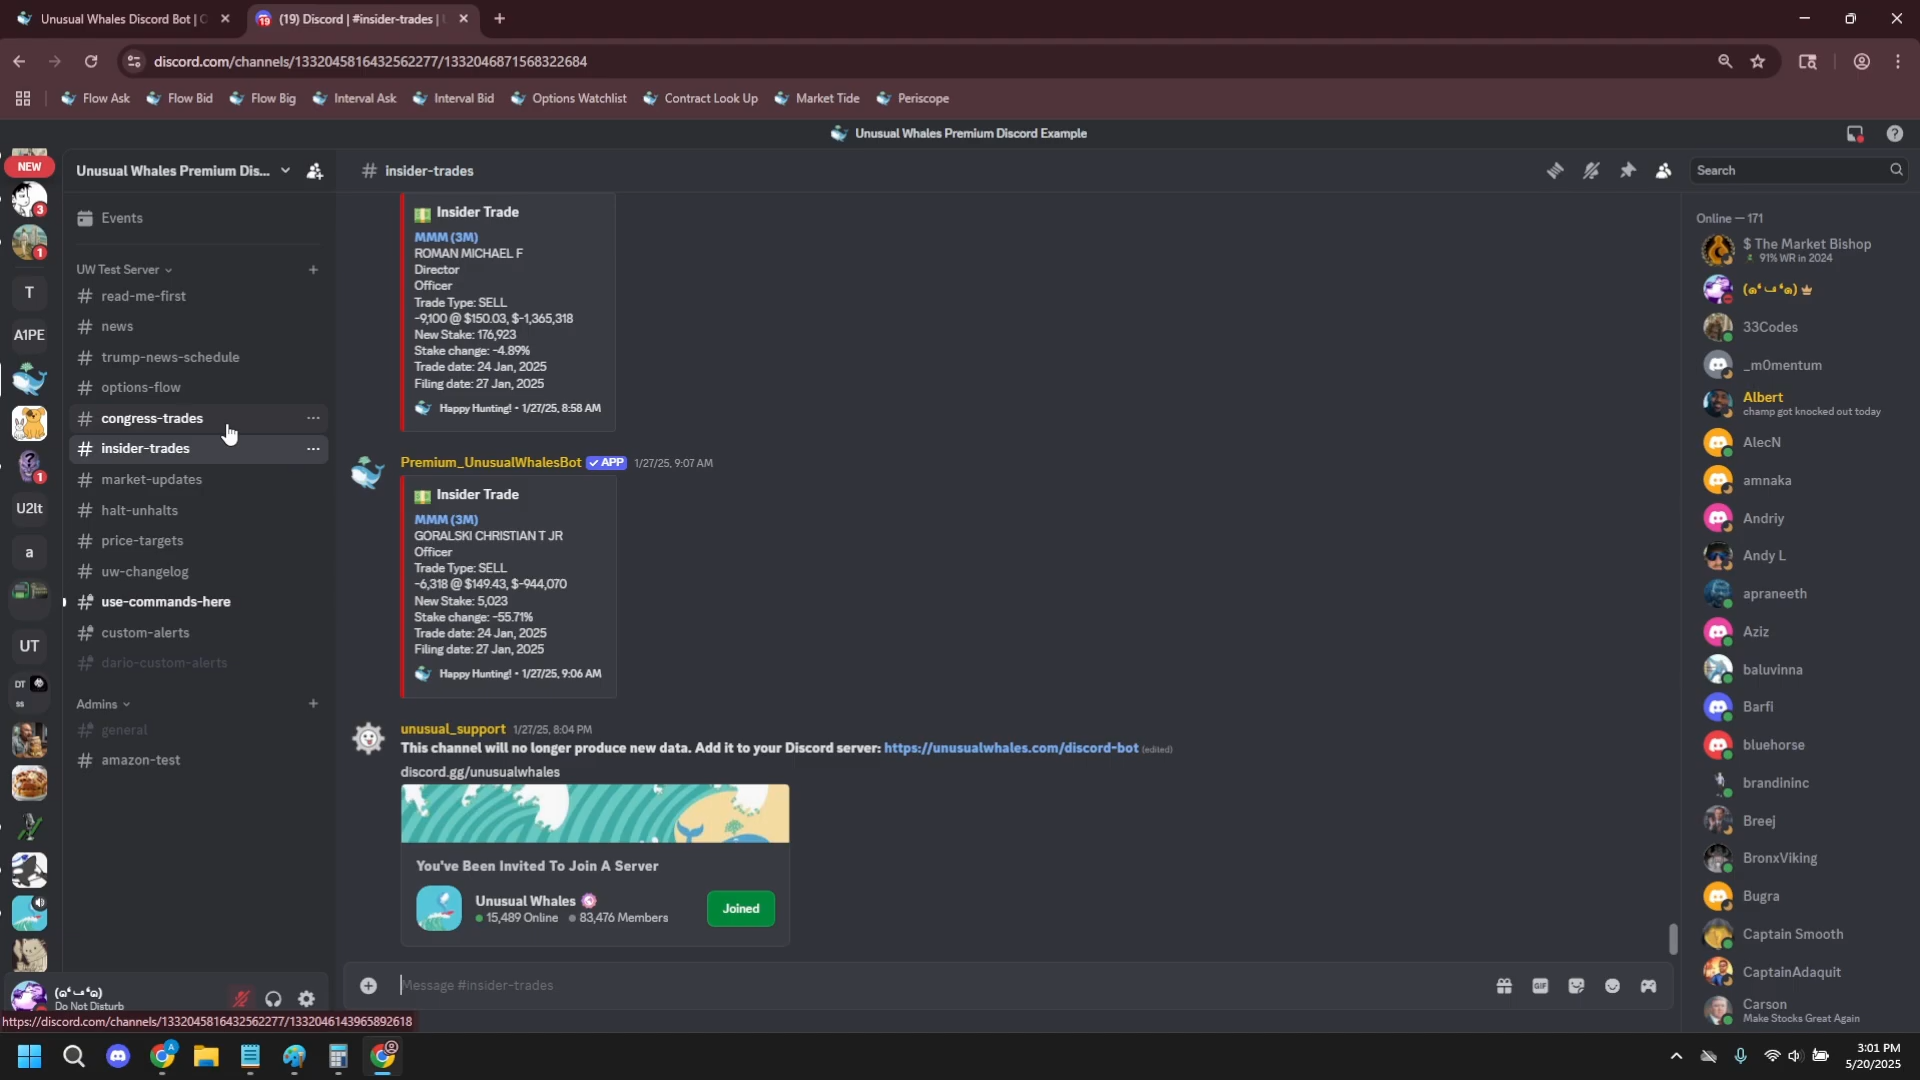 Unusual Whales Discord Bot |
(19) Discord | #insider-trades |
discord.com/channels/1332045816432562277/1332046871568322684
Flow Ask
Flow Bid
Flow Big
Interval Ask
Interval Bid
Options Watchlist
Contract Look Up
Market Tide
Periscope
Unusual Whales Premium Discord Example
NEW
3
1
T
A1PE
1
U2lt
a
UT
DT
ss
Unusual Whales Premium Dis...
Events
UW Test Server
read-me-first
news
trump-news-schedule
options-flow
congress-trades
insider-trades
market-updates
halt-unhalts
price-targets
uw-changelog
use-commands-here
custom-alerts
dario-custom-alerts
Admins
general
amazon-test
Do Not Disturb
https://discord.com/channels/1332045816432562277/1332046143965892618
# insider-trades
Search
Insider Trade
MMM (3M)
ROMAN MICHAEL F
Director
Officer
Trade Type: SELL
-9,100 @ $150.03, $-1,365,318
New Stake: 176,923
Stake change: -4.89%
Trade date: 24 Jan, 2025
Filing date: 27 Jan, 2025
Happy Hunting! • 1/27/25, 8:58 AM
Premium_UnusualWhalesBot ✓ APP 1/27/25, 9:07 AM
Insider Trade
MMM (3M)
GORALSKI CHRISTIAN T JR
Officer
Trade Type: SELL
-6,318 @ $149.43, $-944,070
New Stake: 5,023
Stake change: -55.71%
Trade date: 24 Jan, 2025
Filing date: 27 Jan, 2025
Happy Hunting! • 1/27/25, 9:06 AM
unusual_support 1/27/25, 8:04 PM
This channel will no longer produce new data. Add it to your Discord server: https://unusualwhales.com/discord-bot (edited)
discord.gg/unusualwhales
You've Been Invited To Join A Server
Unusual Whales
15,489 Online 83,476 Members
Joined
Message #insider-trades
GIF
Online — 171
$ The Market Bishop
91% WR in 2024
33Codes
_m0mentum
Albert
champ got knocked out today
AlecN
amnaka
Andriy
Andy L
apraneeth
Aziz
baluvinna
Barfi
bluehorse
brandininc
Breej
BronxViking
Bugra
Captain Smooth
CaptainAdaquit
Carson
Make Stocks Great Again
3:01 PM
5/20/2025